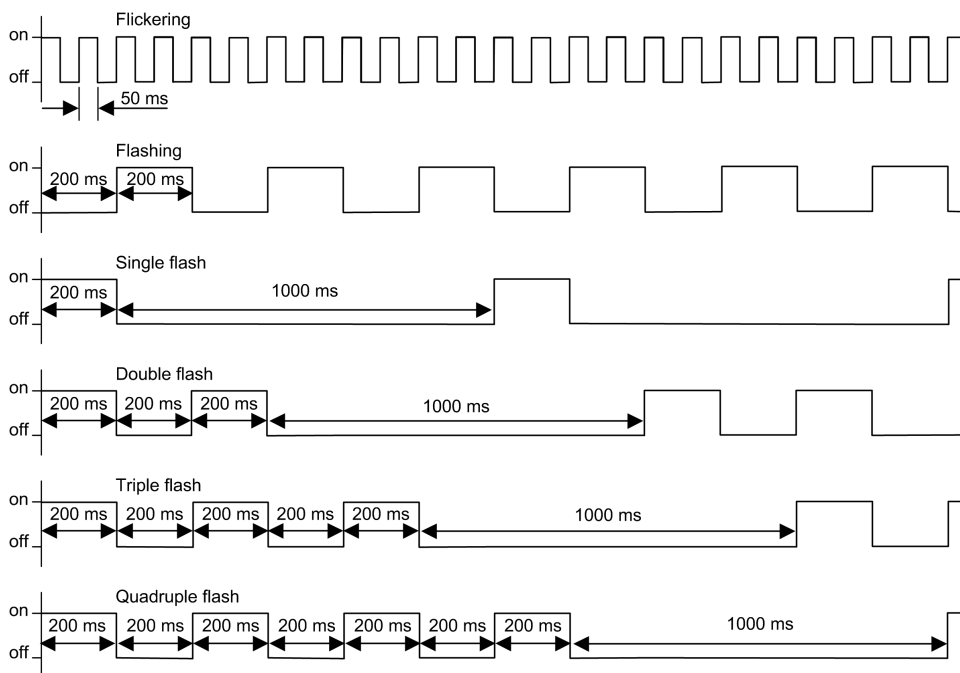 Flickering
on
off
50 ms
Flashing
on
200 ms 200 ms
off
Single flash
on
200 ms 1000 ms
off
Double flash
on
200 ms 200 ms 200 ms 1000 ms
off
Triple flash
on
200 ms 200 ms 200 ms 200 ms 200 ms 1000 ms
off
Quadruple flash
on
200 ms 200 ms 200 ms 200 ms 200 ms 200 ms 200 ms 1000 ms
off